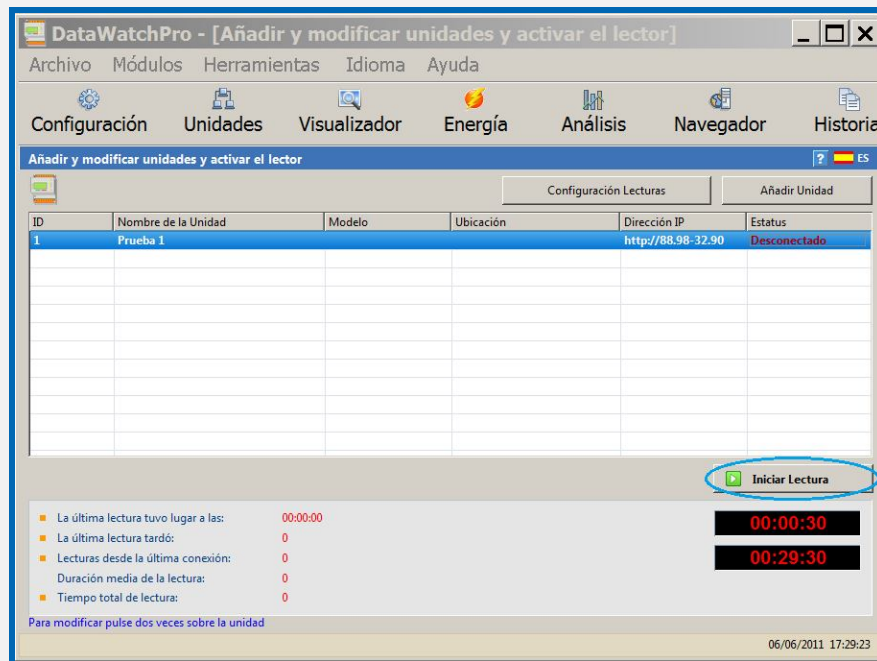 DataWatchPro - [Añadir y modificar unidades y activar el lector]
Archivo Módulos Herramientas Idioma Ayuda
Configuración Unidades Visualizador Energía Análisis Navegador Historia
Añadir y modificar unidades y activar el lector ? ES
Configuración Lecturas Añadir Unidad
ID Nombre de la Unidad Modelo Ubicación Dirección IP Estatus
1 Prueba 1 http://88.98-32.90 Desconectado
Iniciar Lectura
La última lectura tuvo lugar a las: 00:00:00 00:00:30
La última lectura tardó: 0
Lecturas desde la última conexión: 0 00:29:30
Duración media de la lectura: 0
Tiempo total de lectura: 0
Para modificar pulse dos veces sobre la unidad
06/06/2011 17:29:23